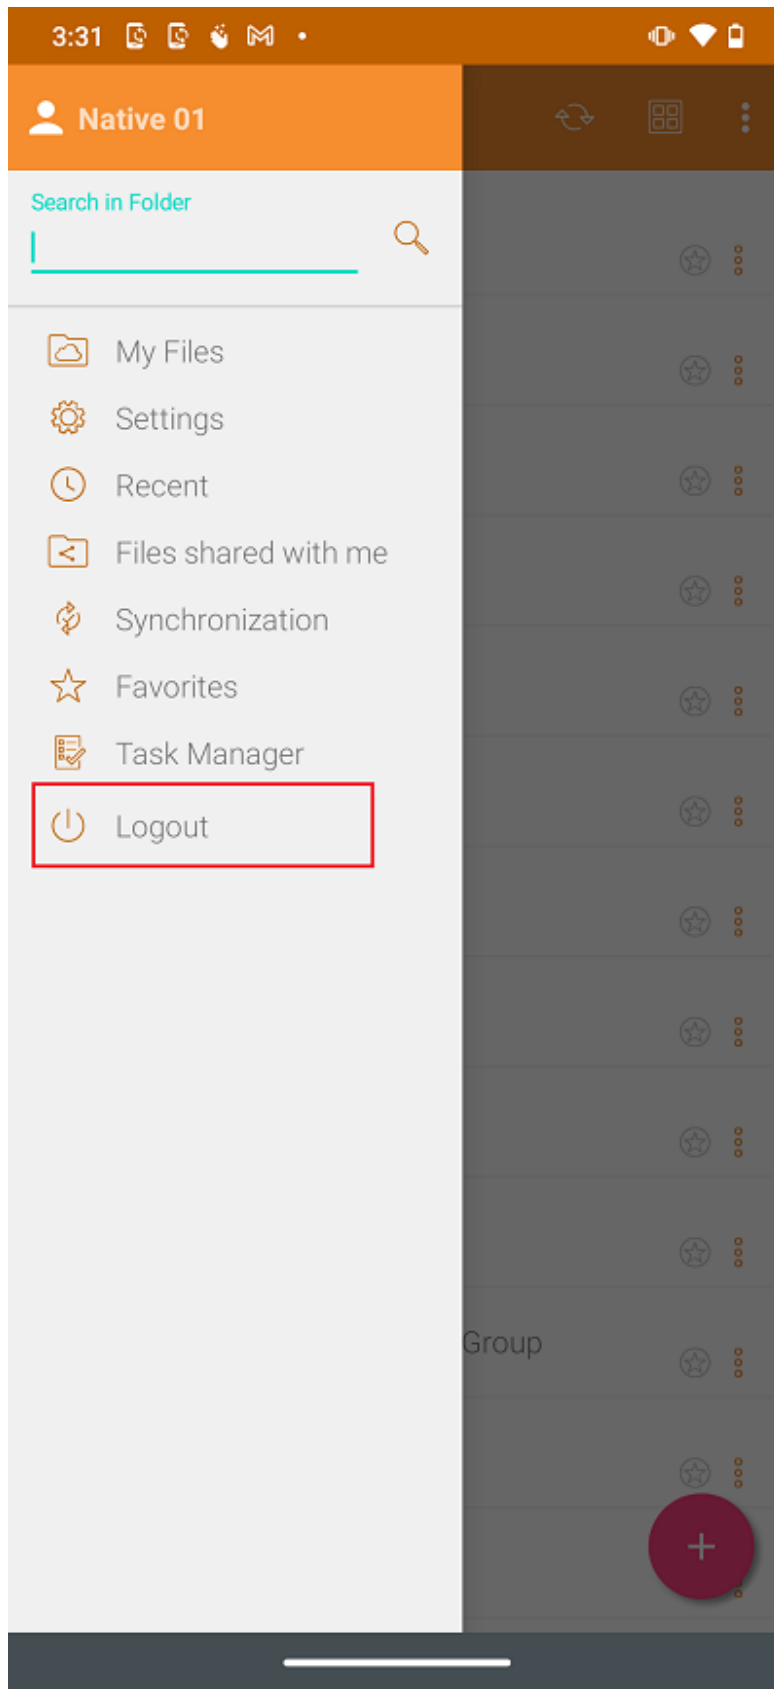 3:31
Native 01
Search in Folder
My Files
Settings
Recent
Files shared with me
Synchronization
Favorites
Task Manager
Logout
Group